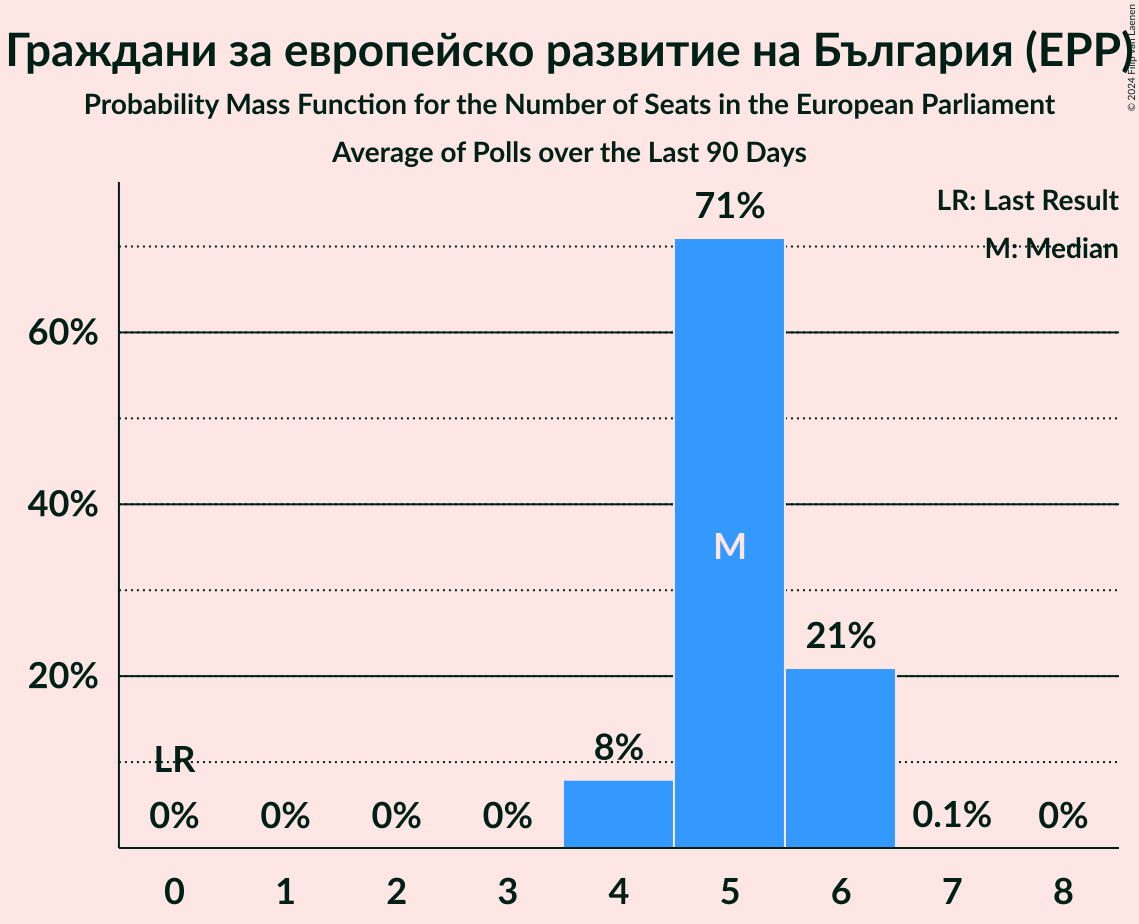 Граждани за европейско развитие на България (EPP)
Probability Mass Function for the Number of Seats in the European Parliament
Average of Polls over the Last 90 Days
© 2024 Filip van Laenen
LR: Last Result
M: Median
71%
60%
40%
M
21%
20%
LR
8%
0% 0% 0% 0% 0.1% 0%
0 1 2 3 4 5 6 7 8